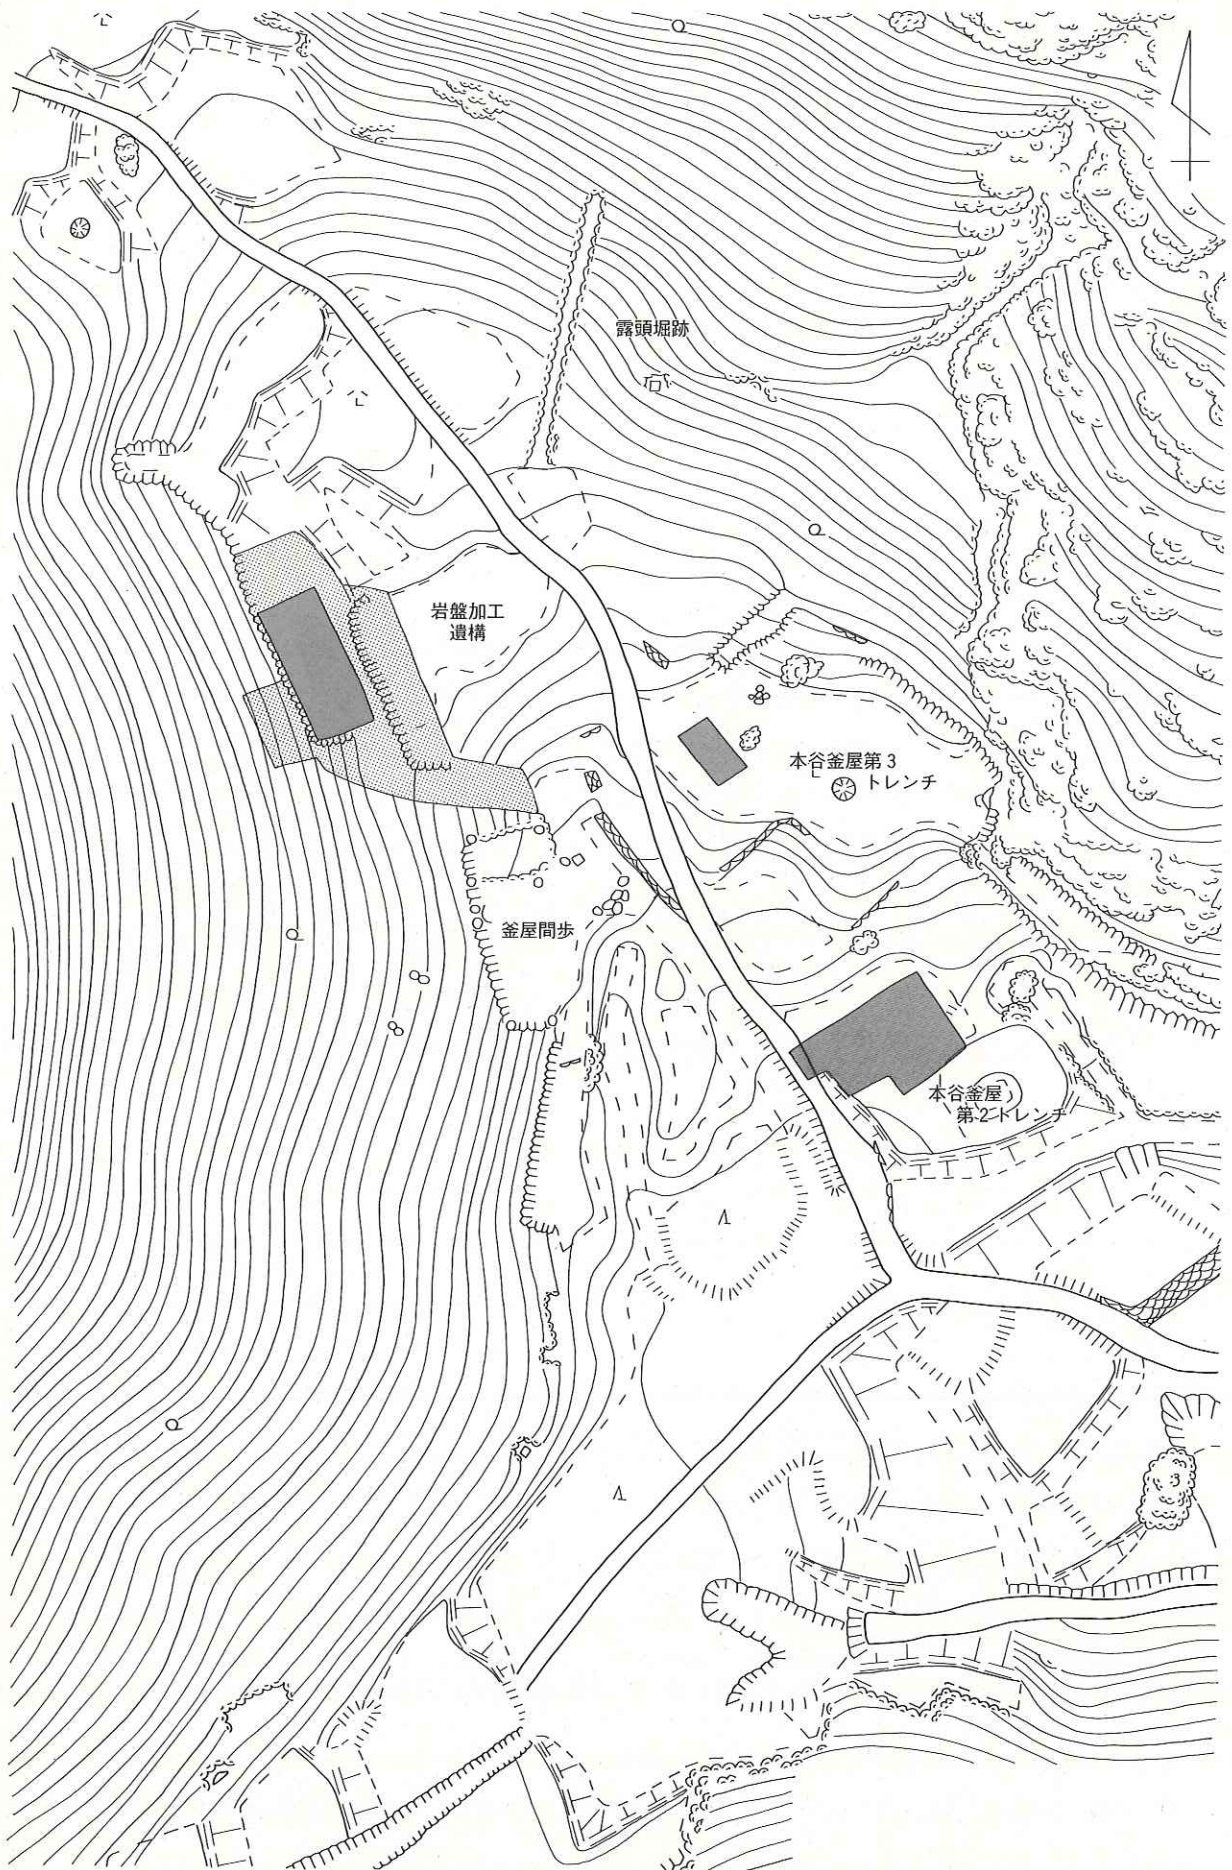 露頭堀跡
岩盤加工
遺構
本谷釜屋第3
トレンチ
釜屋間歩
本谷釜屋
第2トレンチ